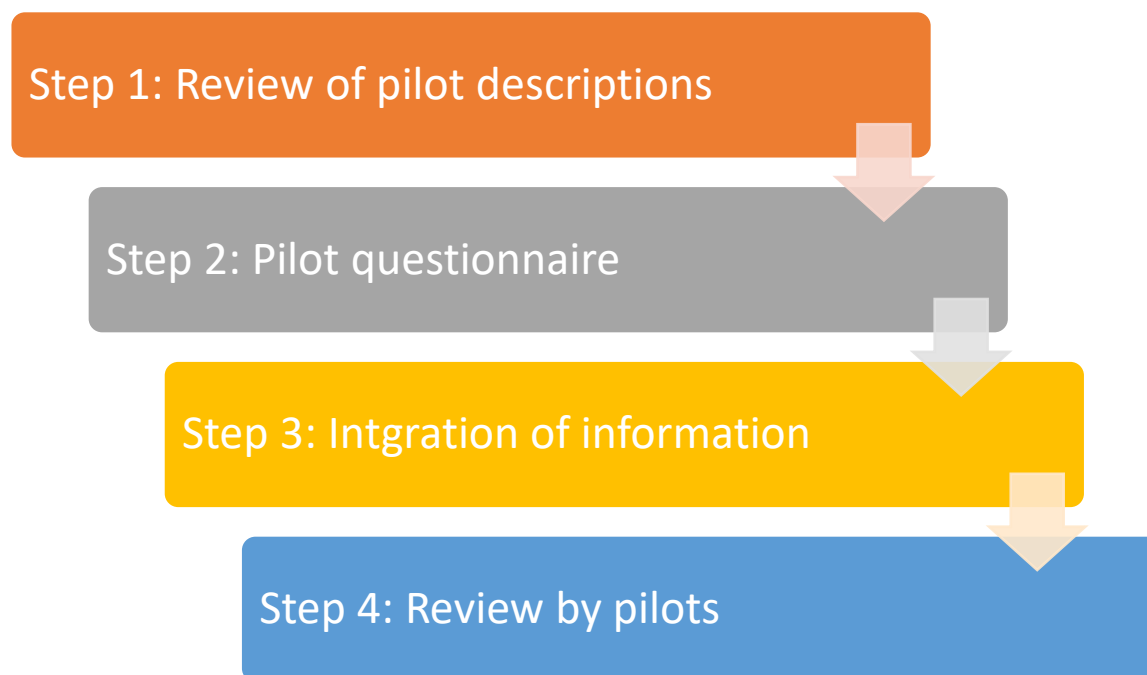 Step 1: Review of pilot descriptions
Step 2: Pilot questionnaire
Step 3: Intgration of information
Step 4: Review by pilots